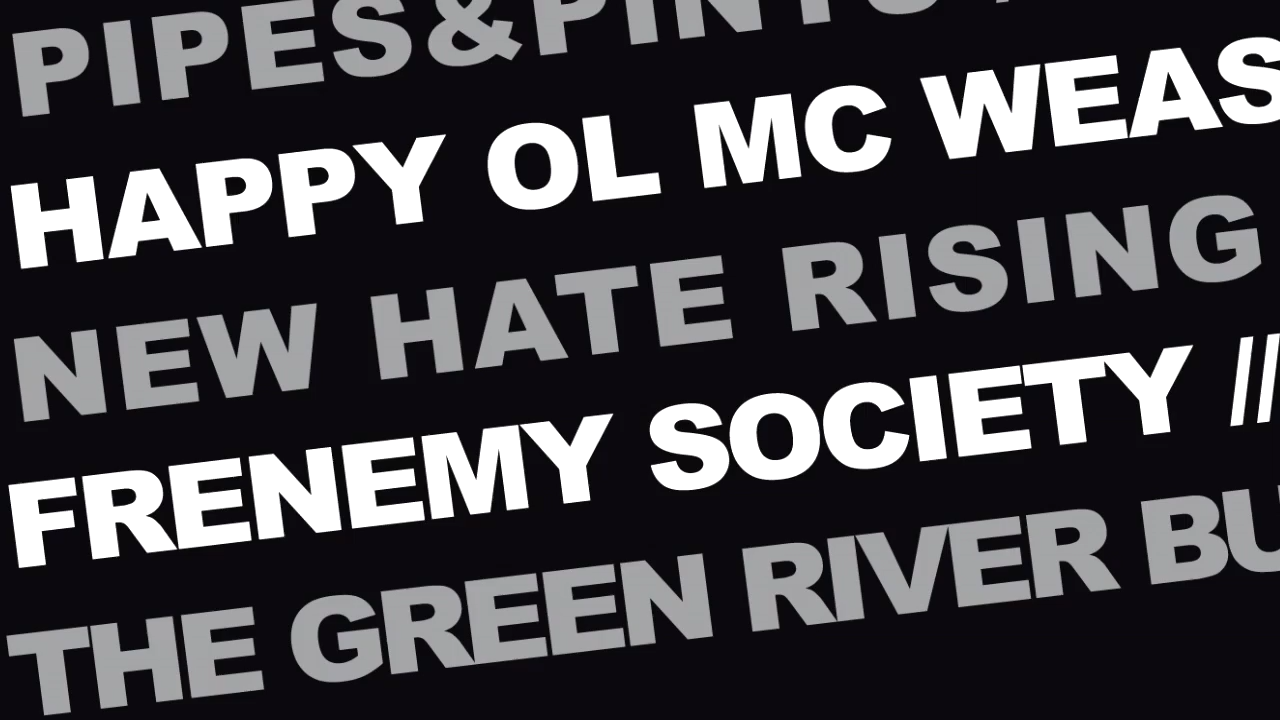 PIPES&PINTS /
HAPPY OL MC WEAS
NEW HATE RISING
FRENEMY SOCIETY //
THE GREEN RIVER BU